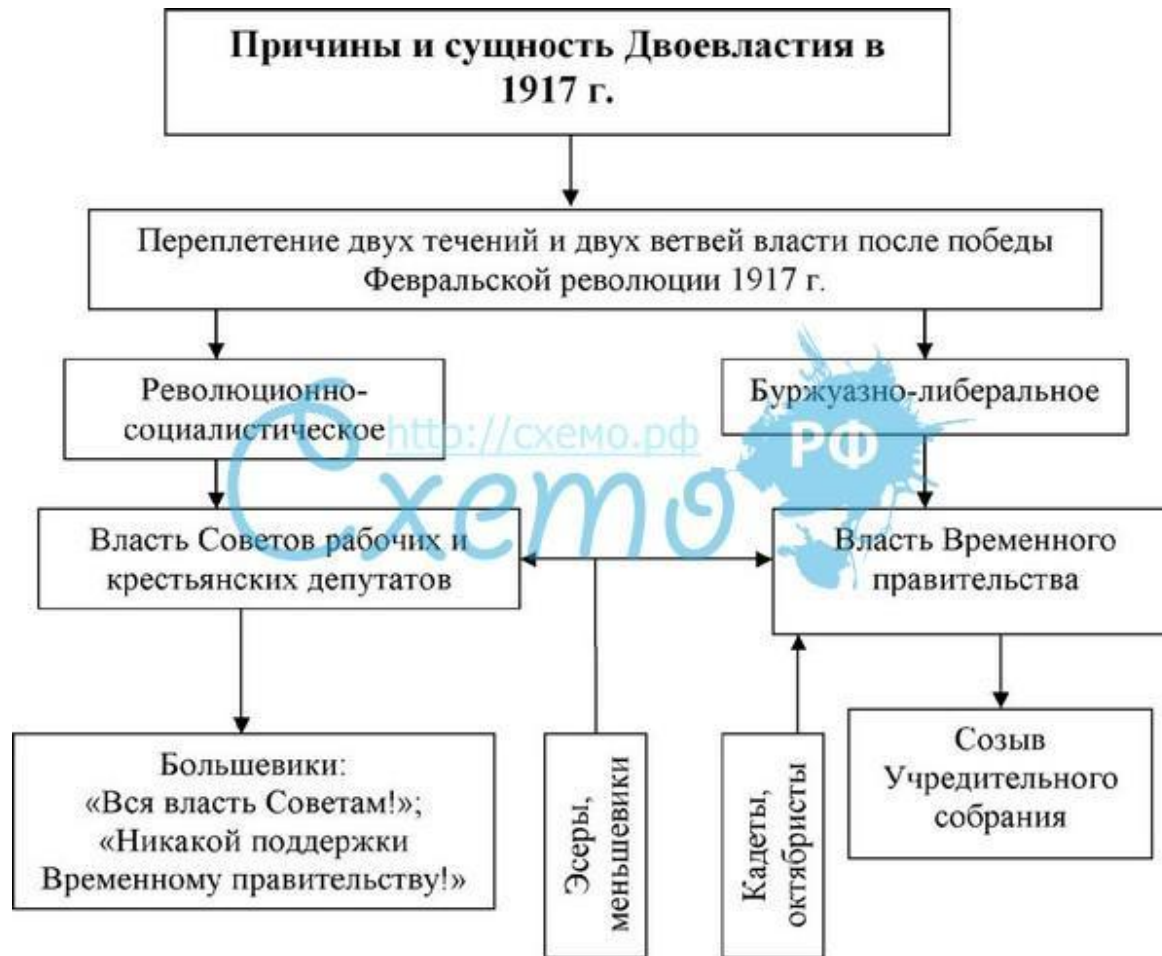 Причины и сущность Двоевластия в
1917 г.
Переплетение двух течений и двух ветвей власти после победы
Февральской революции 1917 г.
Революционно-
социалистическое
Буржуазно-либеральное
http://схемо.рф
Схемо
РФ
Власть Советов рабочих и
крестьянских депутатов
Власть Временного
правительства
Большевики:
«Вся власть Советам!»;
«Никакой поддержки
Временному правительству!»
Эсеры,
меньшевики
Кадеты,
октябристы
Созыв
Учредительного
собрания